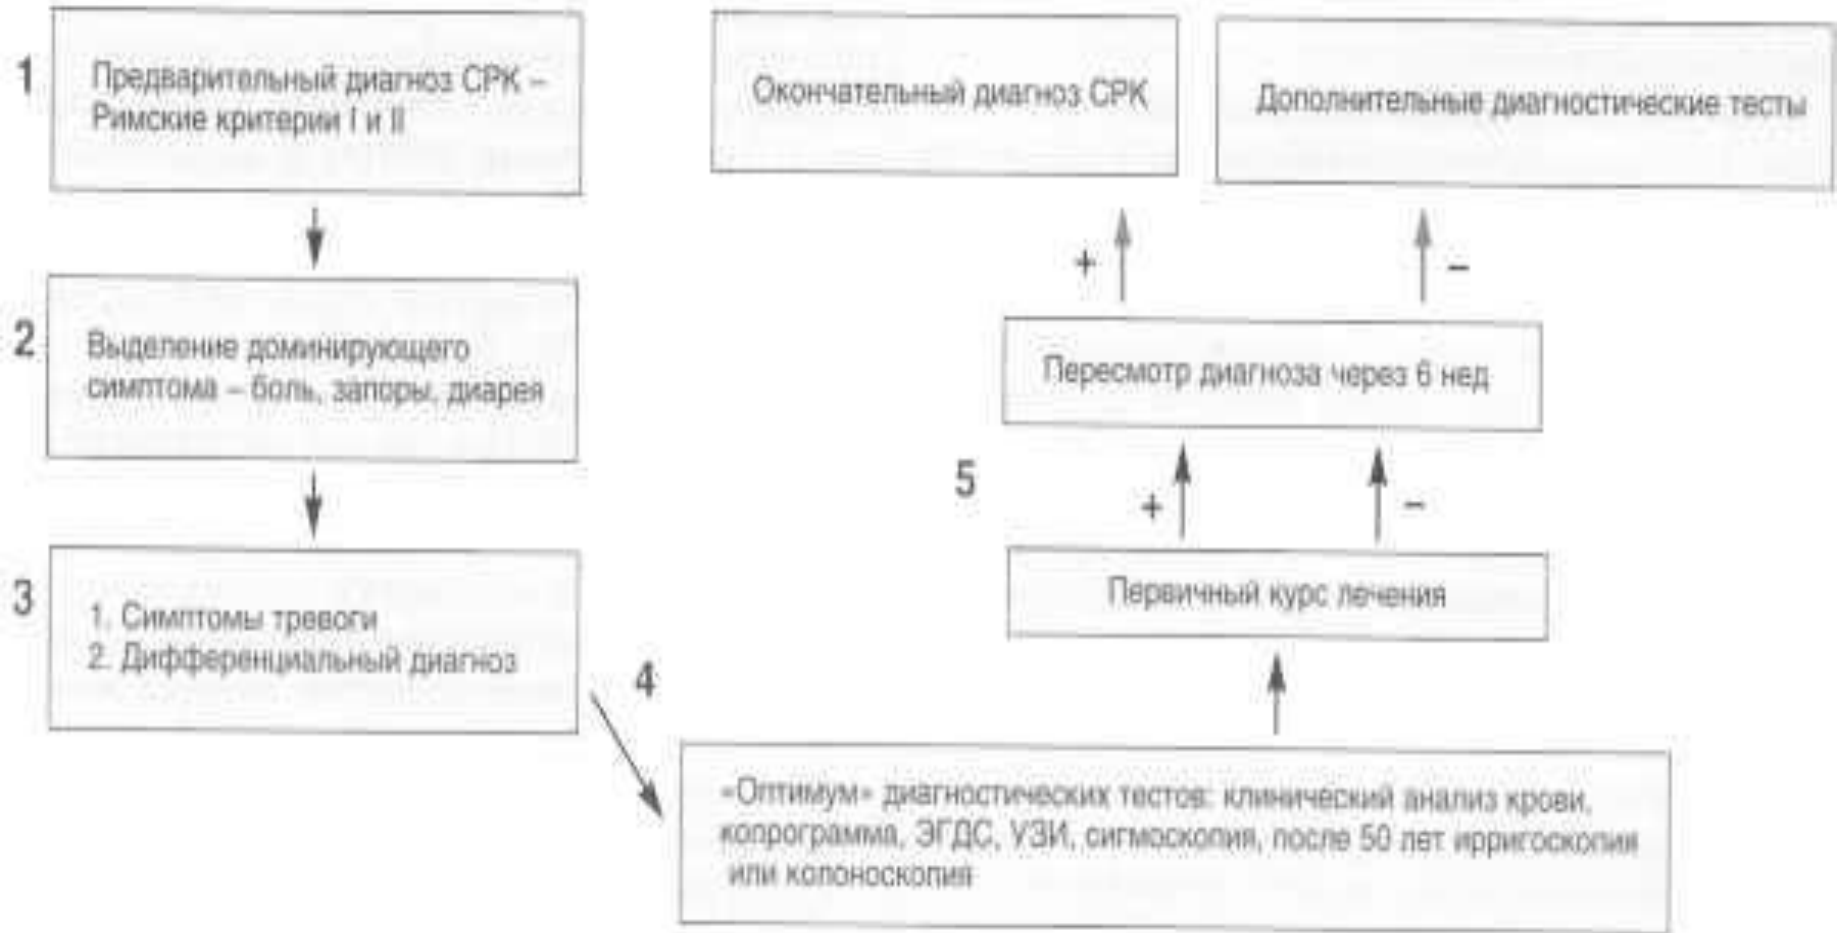 1
Предварительный диагноз СРК –
Римские критерии I и II
2
Выделение доминирующего
симптома – боль, запоры, диарея
3
1. Симптомы тревоги
2. Дифференциальный диагноз
4
«Оптимум» диагностических тестов: клинический анализ крови,
копрограмма, ЭГДС, УЗИ, сигмоскопия, после 50 лет ирригоскопия
или колоноскопия
5
Первичный курс лечения
+
–
Пересмотр диагноза через 6 нед
+
–
Окончательный диагноз СРК
Дополнительные диагностические тесты